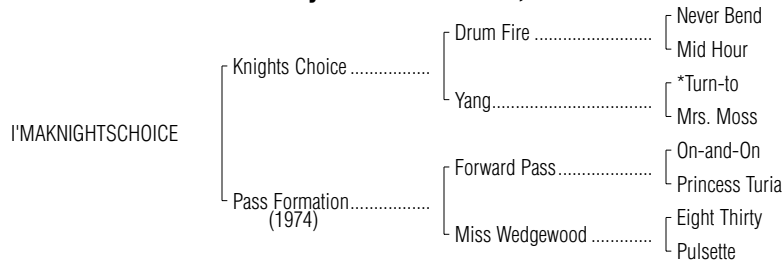 Never Bend
Drum Fire ........................
Mid Hour
Knights Choice ................
*Turn-to
Yang................................
Mrs. Moss
I'MAKNIGHTSCHOICE
On-and-On
Forward Pass...................
Princess Turia
Pass Formation................
(1974)
Eight Thirty
Miss Wedgewood ............
Pulsette